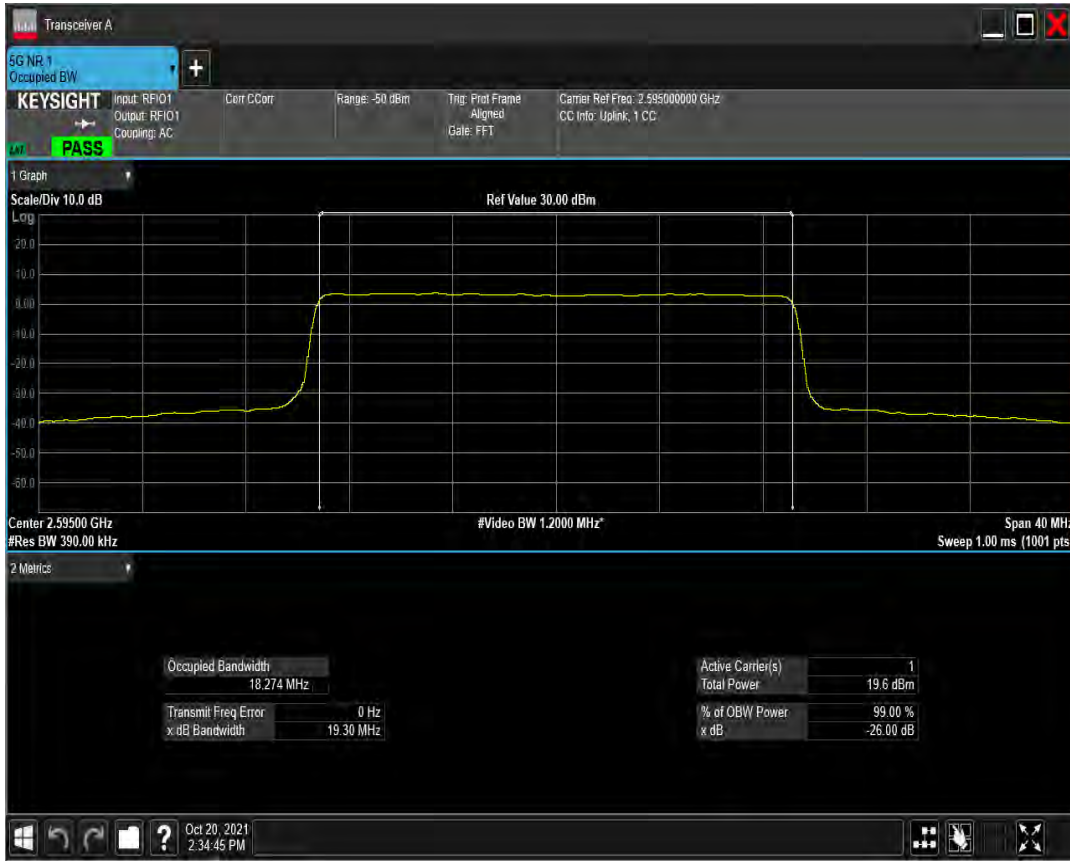 Transceiver A
5G NR 1
Occupied BW
+
KEYSIGHT
PASS
Input: RFIO1
Output: RFIO1
Coupling: AC
Corr CCorr
Range: -50 dBm
Trig: Prot Frame
Aligned
Gate: FFT
Carrier Ref Freq: 2.595000000 GHz
CC Info: Uplink, 1 CC
1 Graph
Scale/Div 10.0 dB
Ref Value 30.00 dBm
Log
20.0
10.0
0.00
-10.0
-20.0
-30.0
-40.0
-50.0
-60.0
Center 2.59500 GHz
#Video BW 1.2000 MHz*
Span 40 MHz
#Res BW 390.00 kHz
Sweep 1.00 ms (1001 pts
2 Metrics
Occupied Bandwidth
18.274 MHz
Transmit Freq Error 0 Hz
x dB Bandwidth 19.30 MHz
Active Carrier(s) 1
Total Power 19.6 dBm
% of OBW Power 99.00 %
x dB -26.00 dB
?
Oct 20, 2021
2:34:45 PM